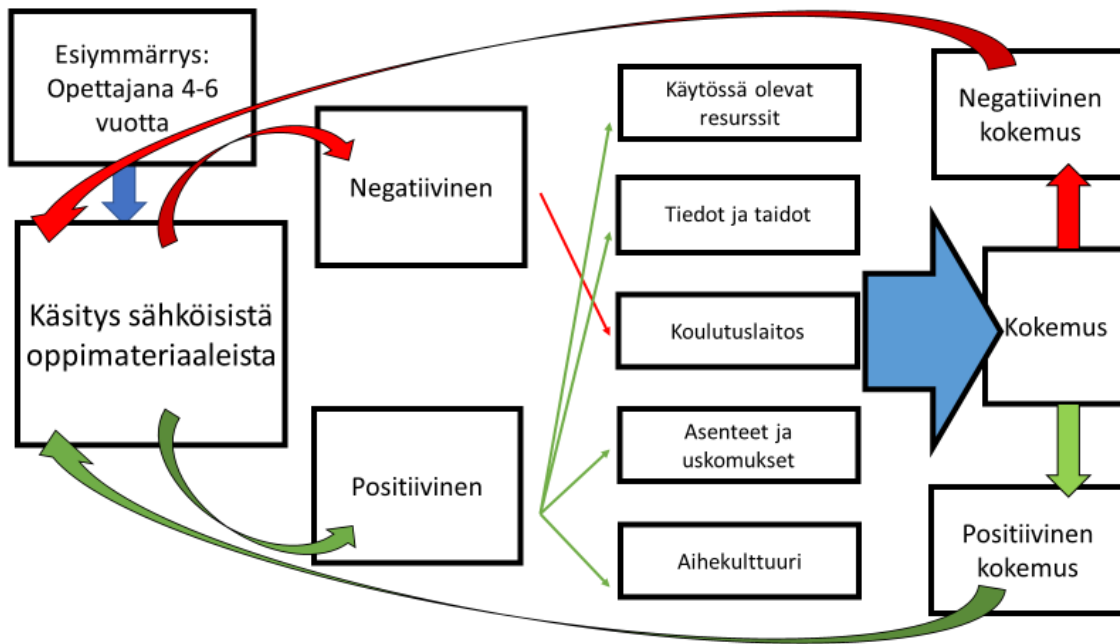 Esiymmärrys:
Opettajana 4-6
vuotta
Käsitys sähköisistä
oppimateriaaleista
Negatiivinen
Positiivinen
Käytössä olevat
resurssit
Tiedot ja taidot
Koulutuslaitos
Asenteet ja
uskomukset
Aihekulttuuri
Negatiivinen
kokemus
Kokemus
Positiivinen
kokemus